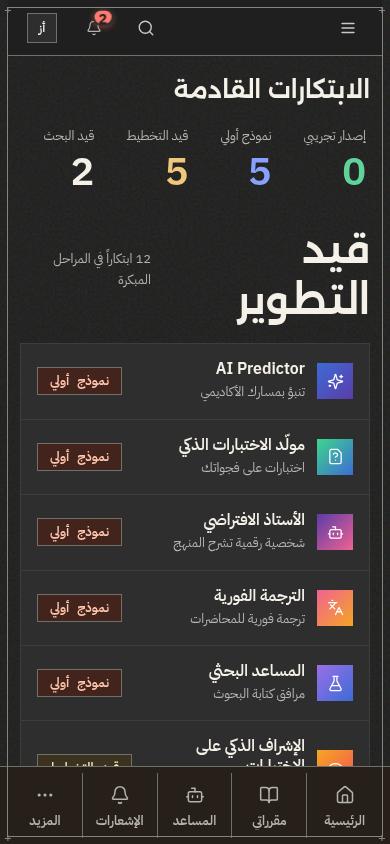 أز
2
الابتكارات القادمة
إصدار تجريبي
0
نموذج أولي
5
قيد التخطيط
5
قيد البحث
2
قيد
التطوير
12 ابتكاراً في المراحل
المبكرة
AI Predictor
تنبؤ بمسارك الأكاديمي
نموذج أولي
مولّد الاختبارات الذكي
اختبارات على فجواتك
نموذج أولي
الأستاذ الافتراضي
شخصية رقمية تشرح المنهج
نموذج أولي
الترجمة الفورية
ترجمة فورية للمحاضرات
نموذج أولي
المساعد البحثي
مرافق كتابة البحوث
نموذج أولي
الإشراف الذكي على
الرئيسية
مقرراتي
المساعد
الإشعارات
المزيد